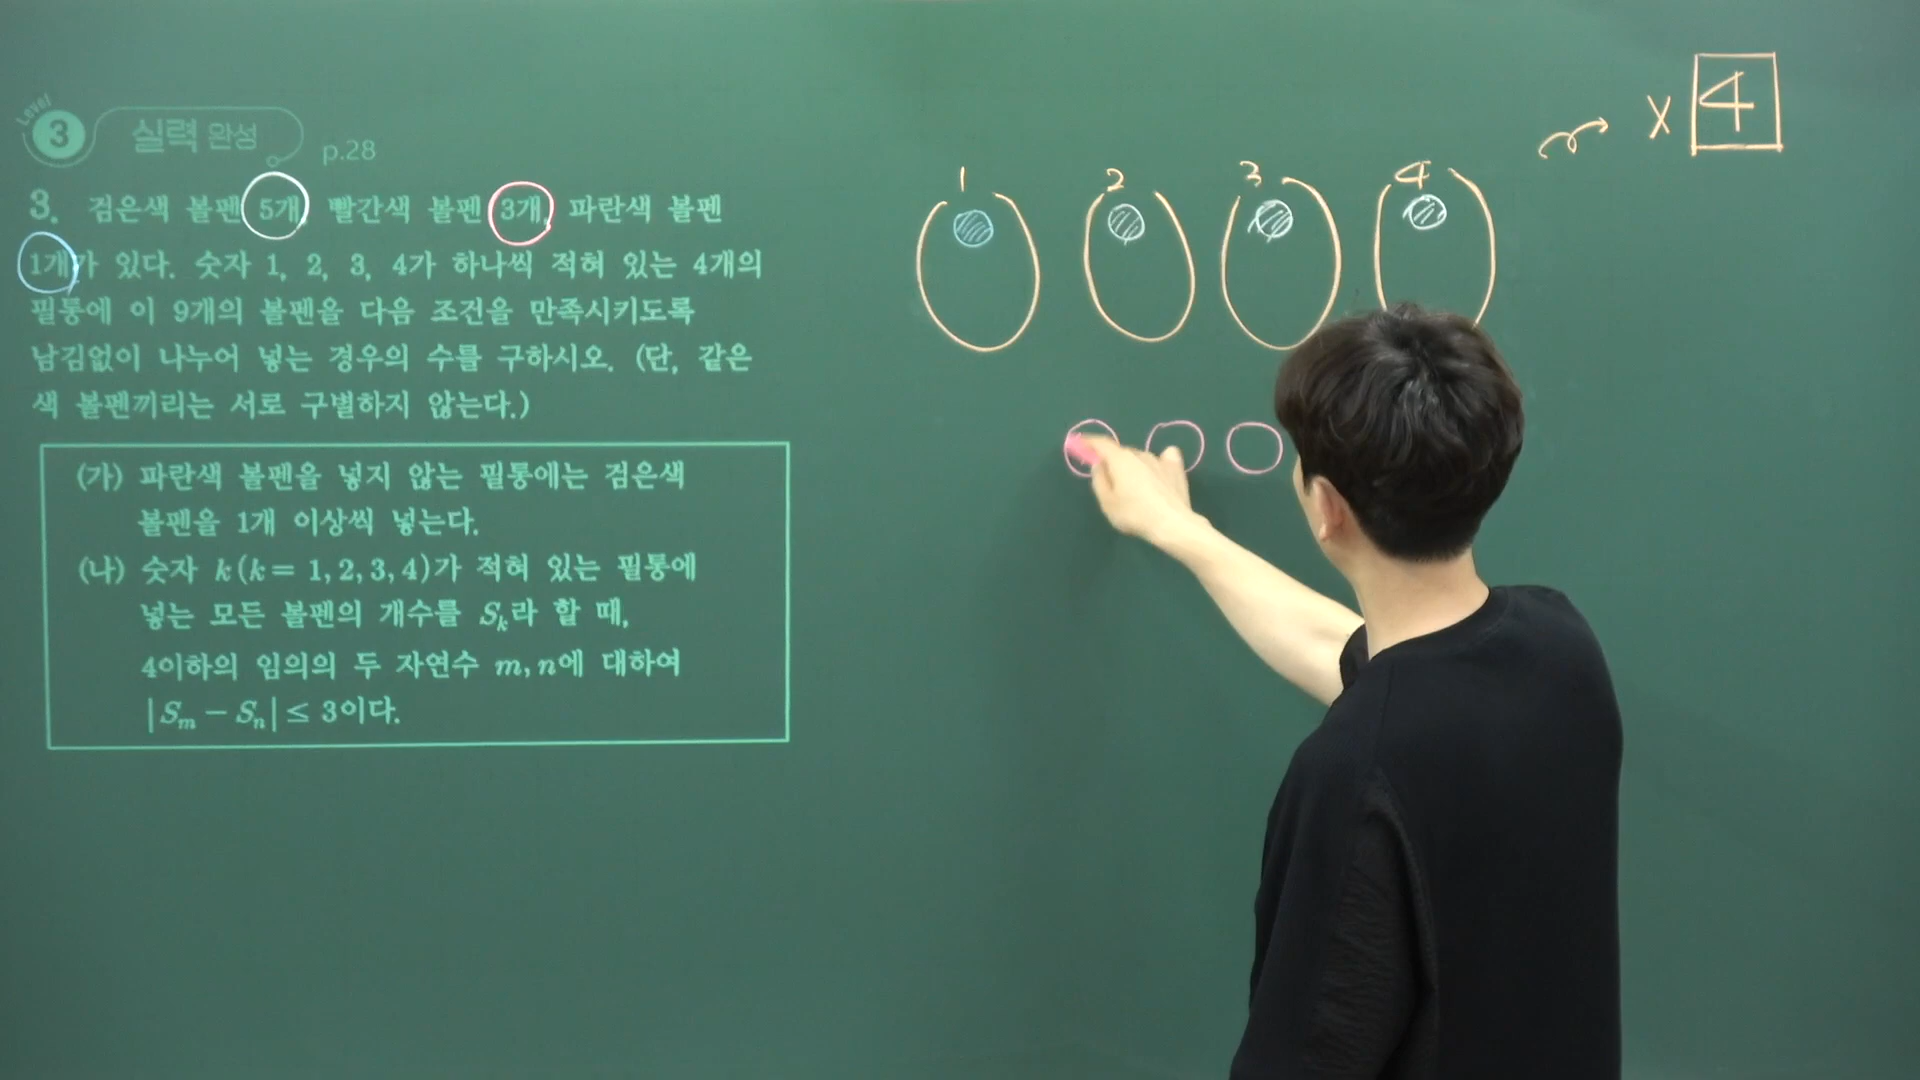 Level
3 실력 완성 p.28
3. 검은색 볼펜 5개, 빨간색 볼펜 3개, 파란색 볼펜
1개가 있다. 숫자 1, 2, 3, 4가 하나씩 적혀 있는 4개의
필통에 이 9개의 볼펜을 다음 조건을 만족시키도록
남김없이 나누어 넣는 경우의 수를 구하시오. (단, 같은
색 볼펜끼리는 서로 구별하지 않는다.)
(가) 파란색 볼펜을 넣지 않는 필통에는 검은색
볼펜을 1개 이상씩 넣는다.
(나) 숫자 k(k = 1, 2, 3, 4)가 적혀 있는 필통에
넣는 모든 볼펜의 개수를 Sₖ라 할 때,
4이하의 임의의 두 자연수 m, n에 대하여
|Sₘ − Sₙ| ≤ 3이다.
1 2 3 4
× 4